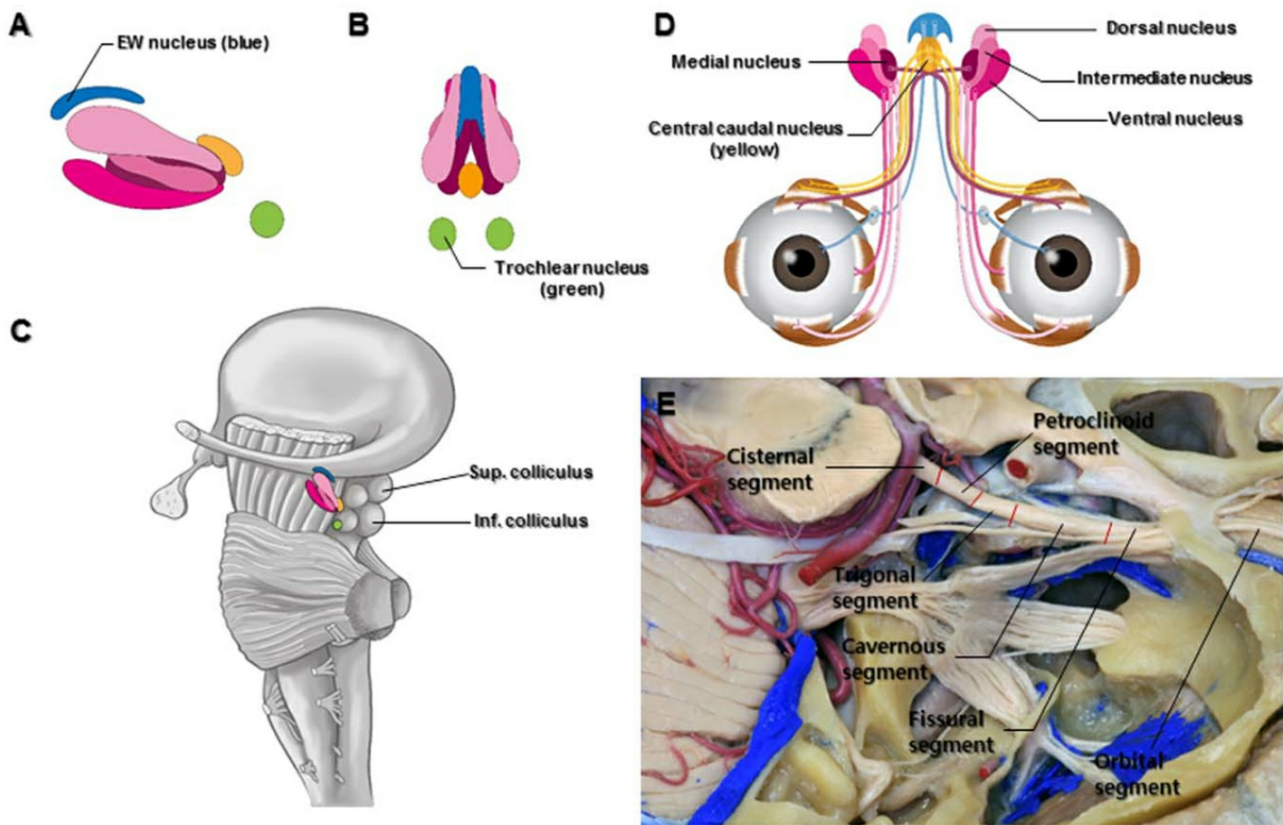 A
EW nucleus (blue)
B
Trochlear nucleus
(green)
C
Sup. colliculus
Inf. colliculus
D
Medial nucleus
Central caudal nucleus
(yellow)
Dorsal nucleus
Intermediate nucleus
Ventral nucleus
E
Cisternal
segment
Petroclinoid
segment
Trigonal
segment
Cavernous
segment
Fissural
segment
Orbital
segment